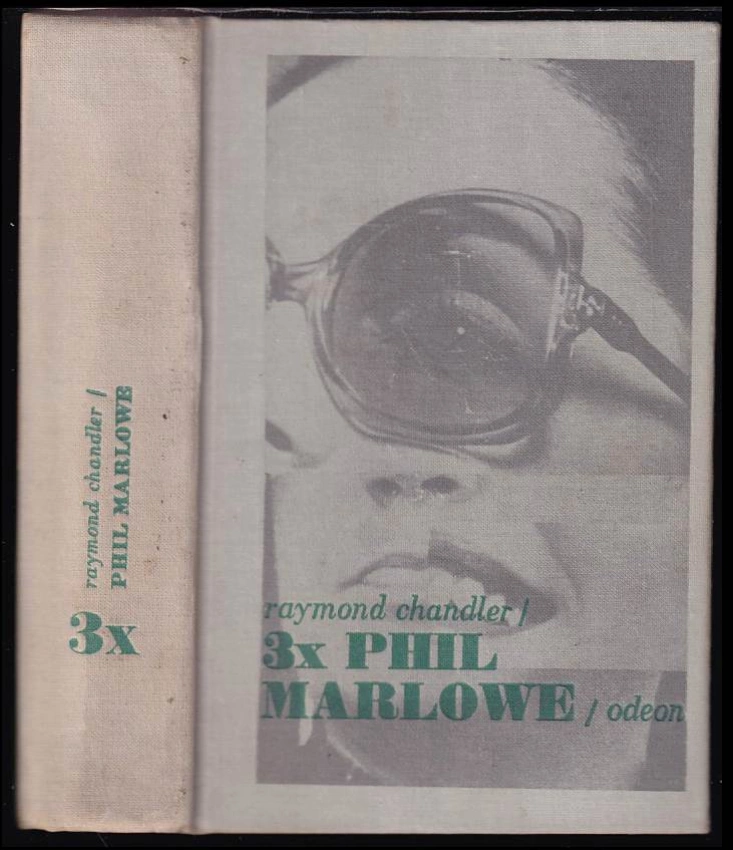 raymond chandler /
PHIL MARLOWE
3x
raymond chandler /
3x PHIL
MARLOWE / odeon